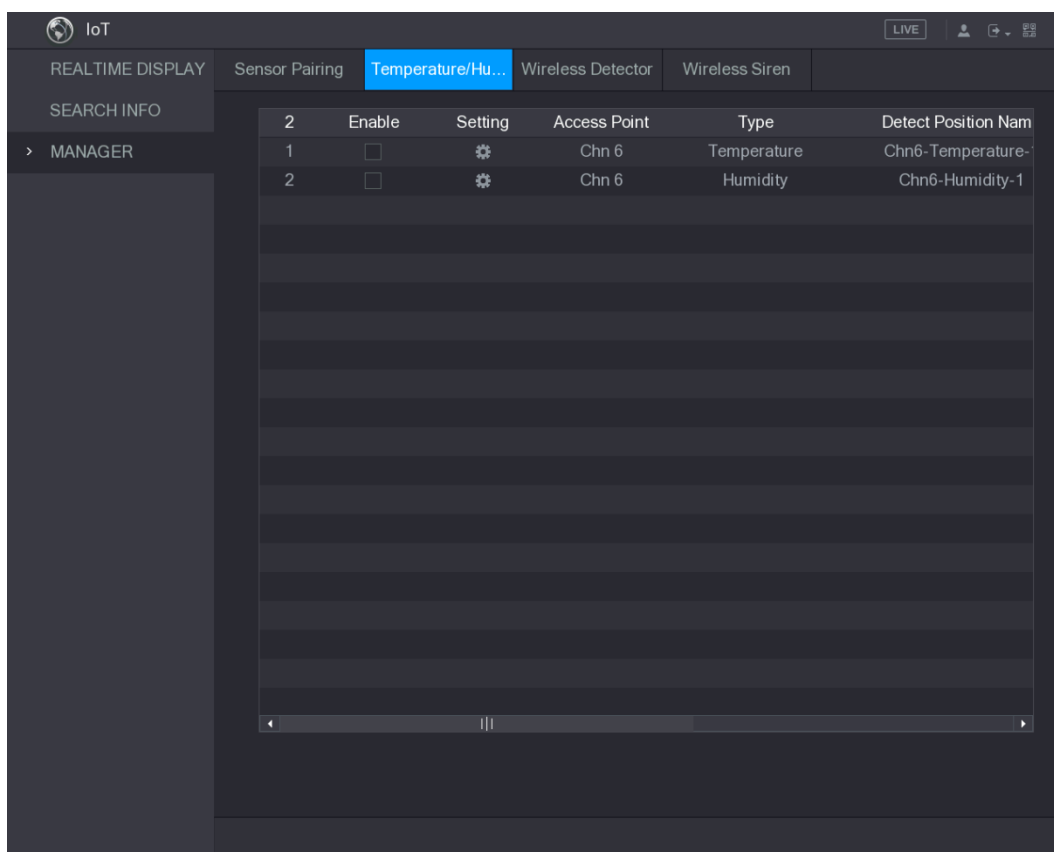 IoT LIVE
REALTIME DISPLAY
SEARCH INFO
MANAGER
Sensor Pairing Temperature/Hu... Wireless Detector Wireless Siren
2 Enable Setting Access Point Type Detect Position Nam
1 Chn 6 Temperature Chn6-Temperature-
2 Chn 6 Humidity Chn6-Humidity-1